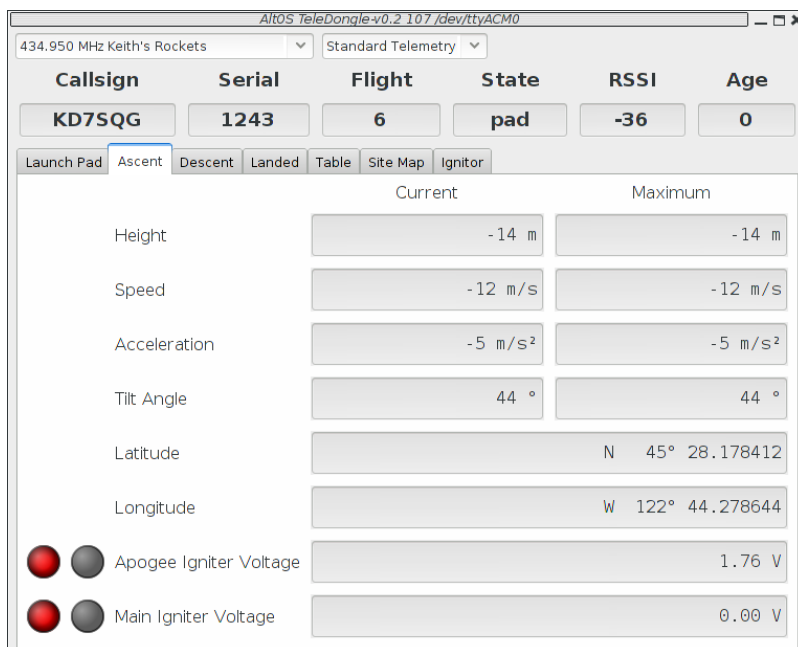 AltOS TeleDongle-v0.2 107 /dev/ttyACM0
434.950 MHz Keith's Rockets Standard Telemetry
Callsign Serial Flight State RSSI Age
KD7SQG 1243 6 pad -36 0
Launch Pad Ascent Descent Landed Table Site Map Ignitor
Current Maximum
Height -14 m -14 m
Speed -12 m/s -12 m/s
Acceleration -5 m/s² -5 m/s²
Tilt Angle 44 ° 44 °
Latitude N 45° 28.178412
Longitude W 122° 44.278644
Apogee Igniter Voltage 1.76 V
Main Igniter Voltage 0.00 V